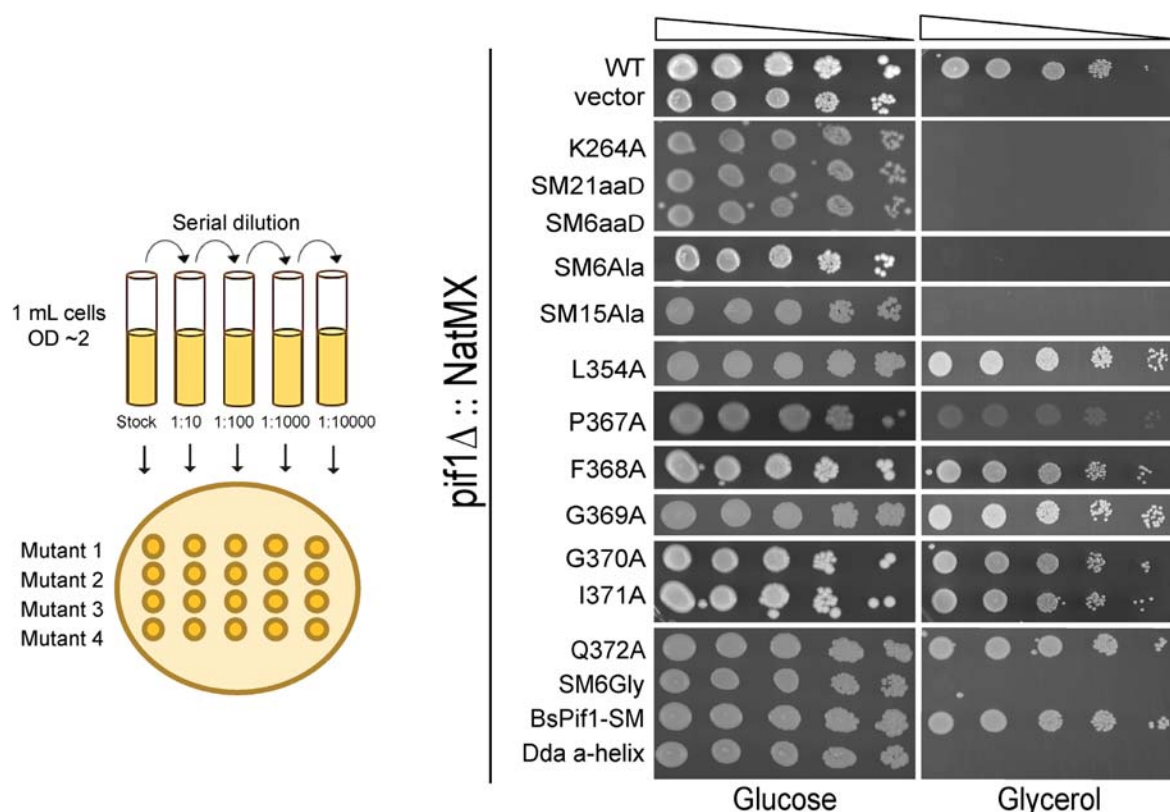 Serial dilution
1 mL cells
OD ~2
Stock 1:10 1:100 1:1000 1:10000
Mutant 1
Mutant 2
Mutant 3
Mutant 4
pif1Δ :: NatMX
WT
vector
K264A
SM21aaD
SM6aaD
SM6Ala
SM15Ala
L354A
P367A
F368A
G369A
G370A
I371A
Q372A
SM6Gly
BsPif1-SM
Dda a-helix
Glucose Glycerol